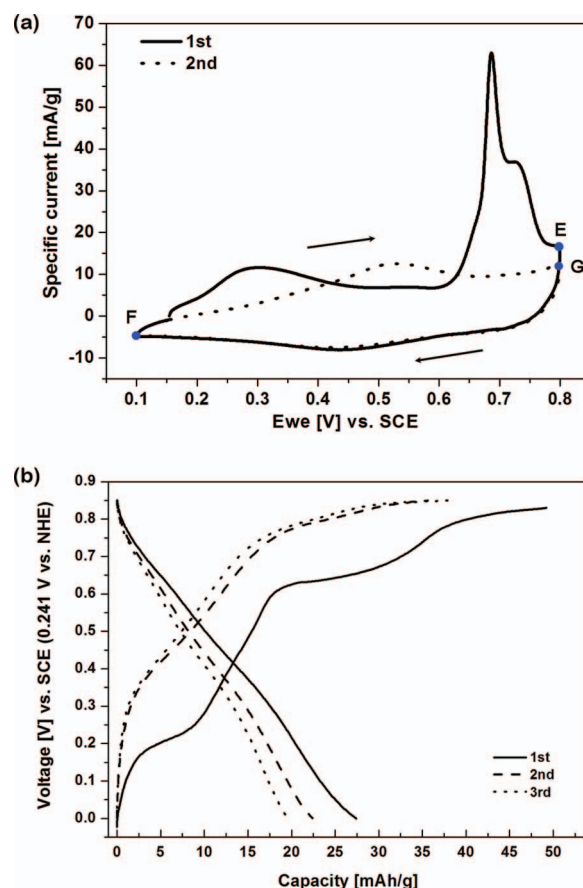 (a)
70
60
50
40
30
20
10
0
-10
Specific current [mA/g]
1st
2nd
E
G
F
0.1 0.2 0.3 0.4 0.5 0.6 0.7 0.8
Ewe [V] vs. SCE
(b)
0.9
0.8
0.7
0.6
0.5
0.4
0.3
0.2
0.1
0.0
Voltage [V] vs. SCE (0.241 V vs. NHE)
1st
2nd
3rd
0 5 10 15 20 25 30 35 40 45 50
Capacity [mAh/g]